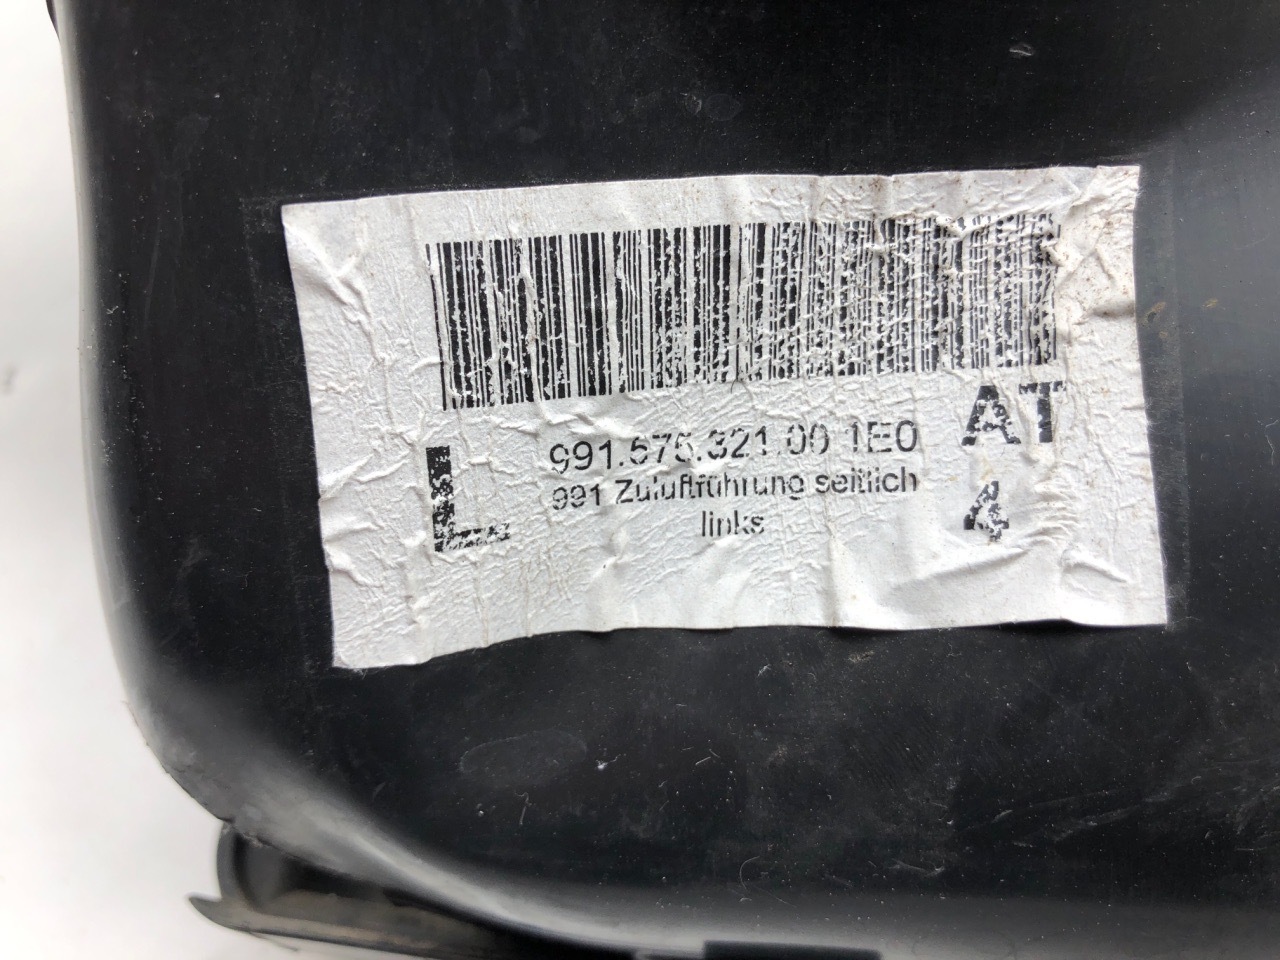 L
991.575.321.00 1E0
AT
991 Zuluftführung seitlich
links
4